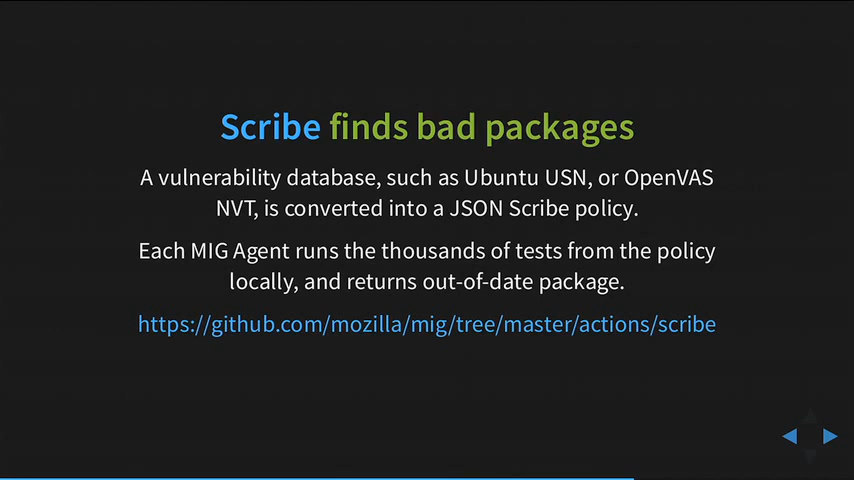 Scribe finds bad packages
A vulnerability database, such as Ubuntu USN, or OpenVAS
NVT, is converted into a JSON Scribe policy.
Each MIG Agent runs the thousands of tests from the policy
locally, and returns out-of-date package.
https://github.com/mozilla/mig/tree/master/actions/scribe